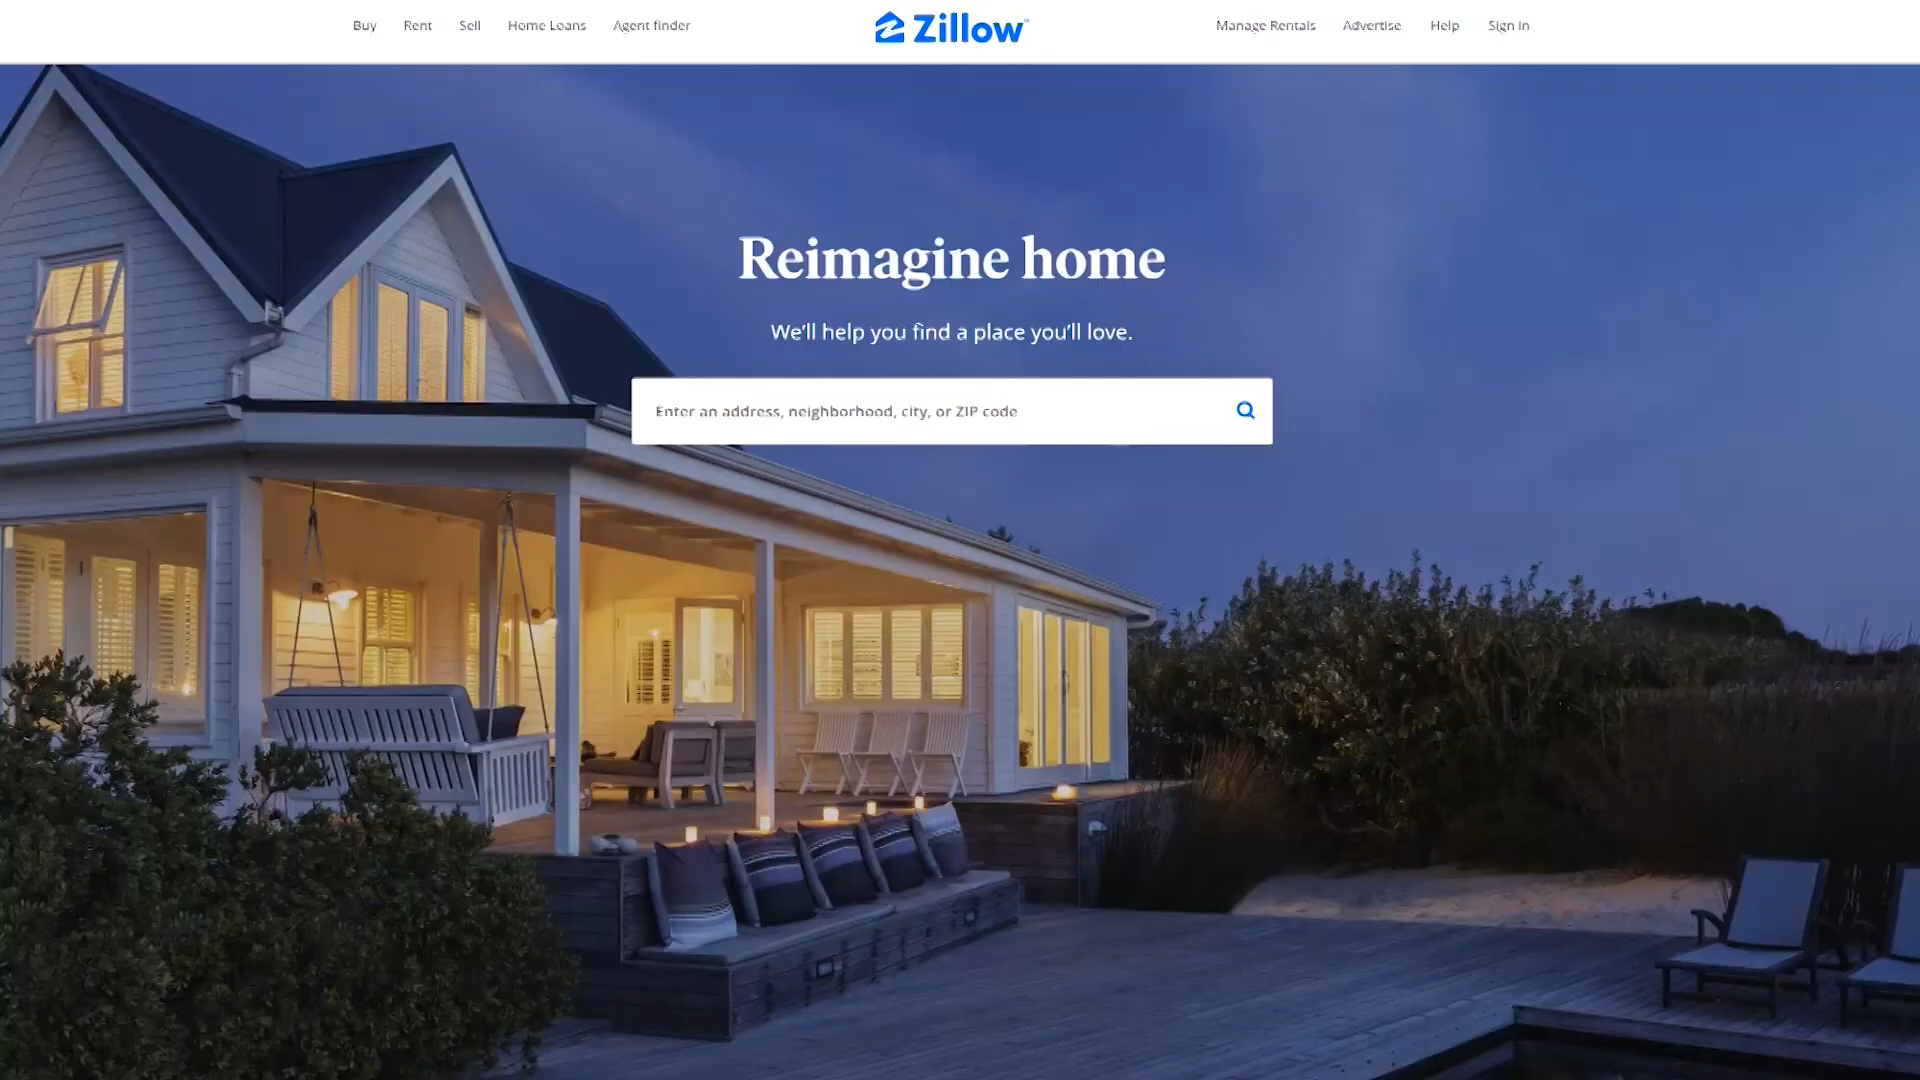 Buy Rent Sell Home Loans Agent finder Zillow Manage Rentals Advertise Help Sign in
Reimagine home
We'll help you find a place you'll love.
Enter an address, neighborhood, city, or ZIP code